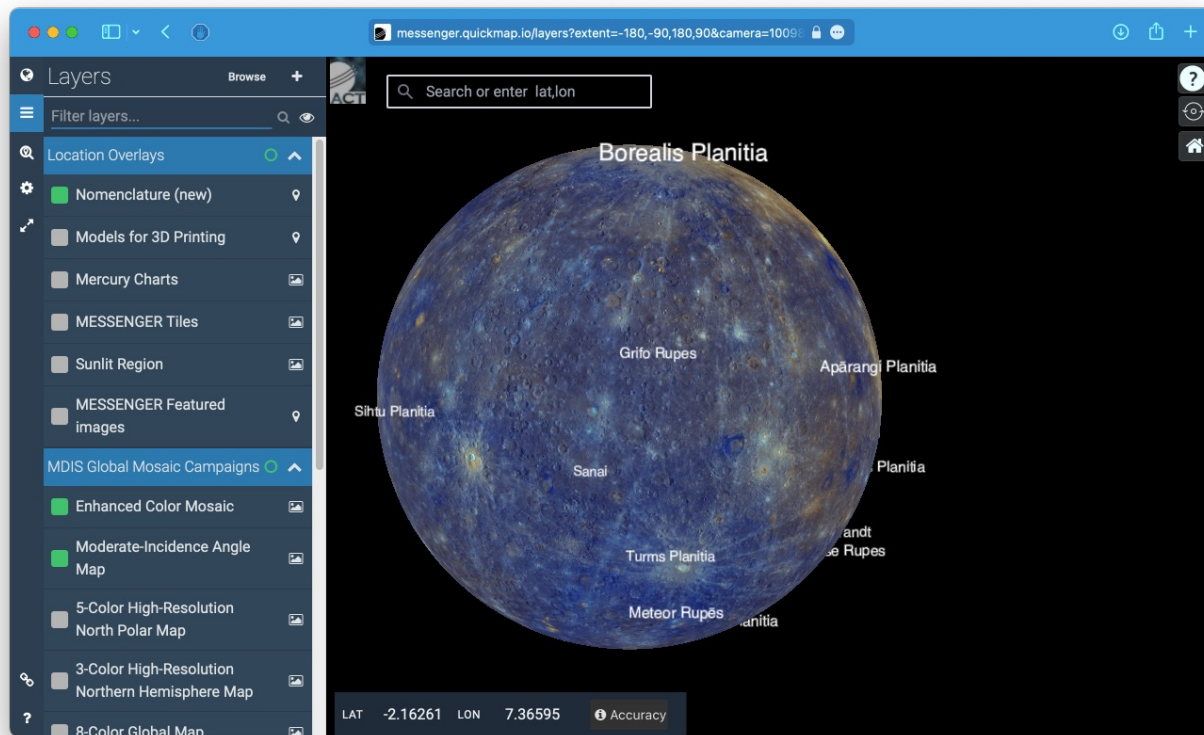 messenger.quickmap.io/layers?extent=-180,-90,180,90&camera=10098
Layers
Browse +
Filter layers...
Location Overlays
Nomenclature (new)
Models for 3D Printing
Mercury Charts
MESSENGER Tiles
Sunlit Region
MESSENGER Featured
images
MDIS Global Mosaic Campaigns
Enhanced Color Mosaic
Moderate-Incidence Angle
Map
5-Color High-Resolution
North Polar Map
3-Color High-Resolution
Northern Hemisphere Map
8-Color Global Map
?
ACT
Search or enter lat,lon
?
Borealis Planitia
Grifo Rupes
Apārangi Planitia
Sihtu Planitia
Sanai
s Planitia
andt
se Rupes
Turms Planitia
Meteor Rupēs
anitia
LAT -2.16261 LON 7.36595 Accuracy